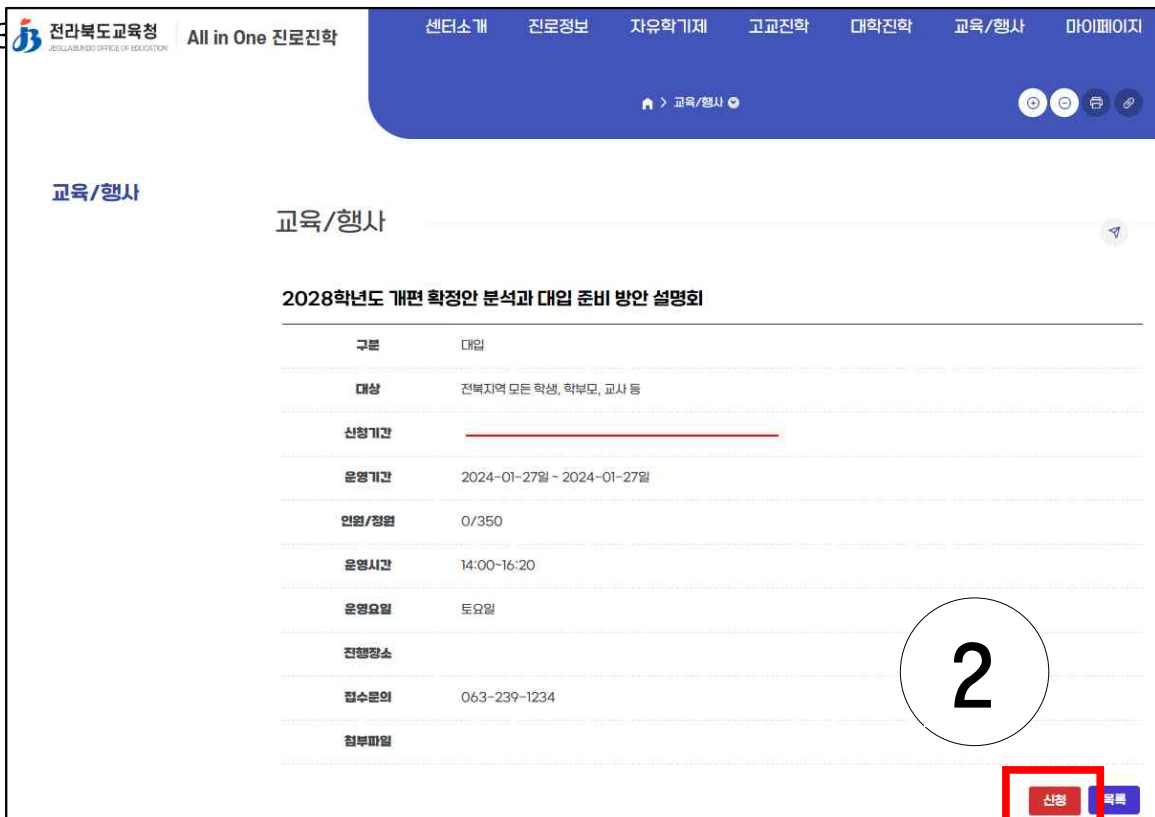 전라북도교육청
JEOLLABUKDO OFFICE OF EDUCATION
All in One 진로진학
센터소개 진로정보 자유학기제 고교진학 대학진학 교육/행사 마이페이지
> 교육/행사
교육/행사
교육/행사
2028학년도 개편 확정안 분석과 대입 준비 방안 설명회
구분 대입
대상 전북지역 모든 학생, 학부모, 교사 등
신청기간
운영기간 2024-01-27일 ~ 2024-01-27일
인원/정원 0/350
운영시간 14:00~16:20
운영요일 토요일
진행장소
접수문의 063-239-1234
첨부파일
2
신청 목록